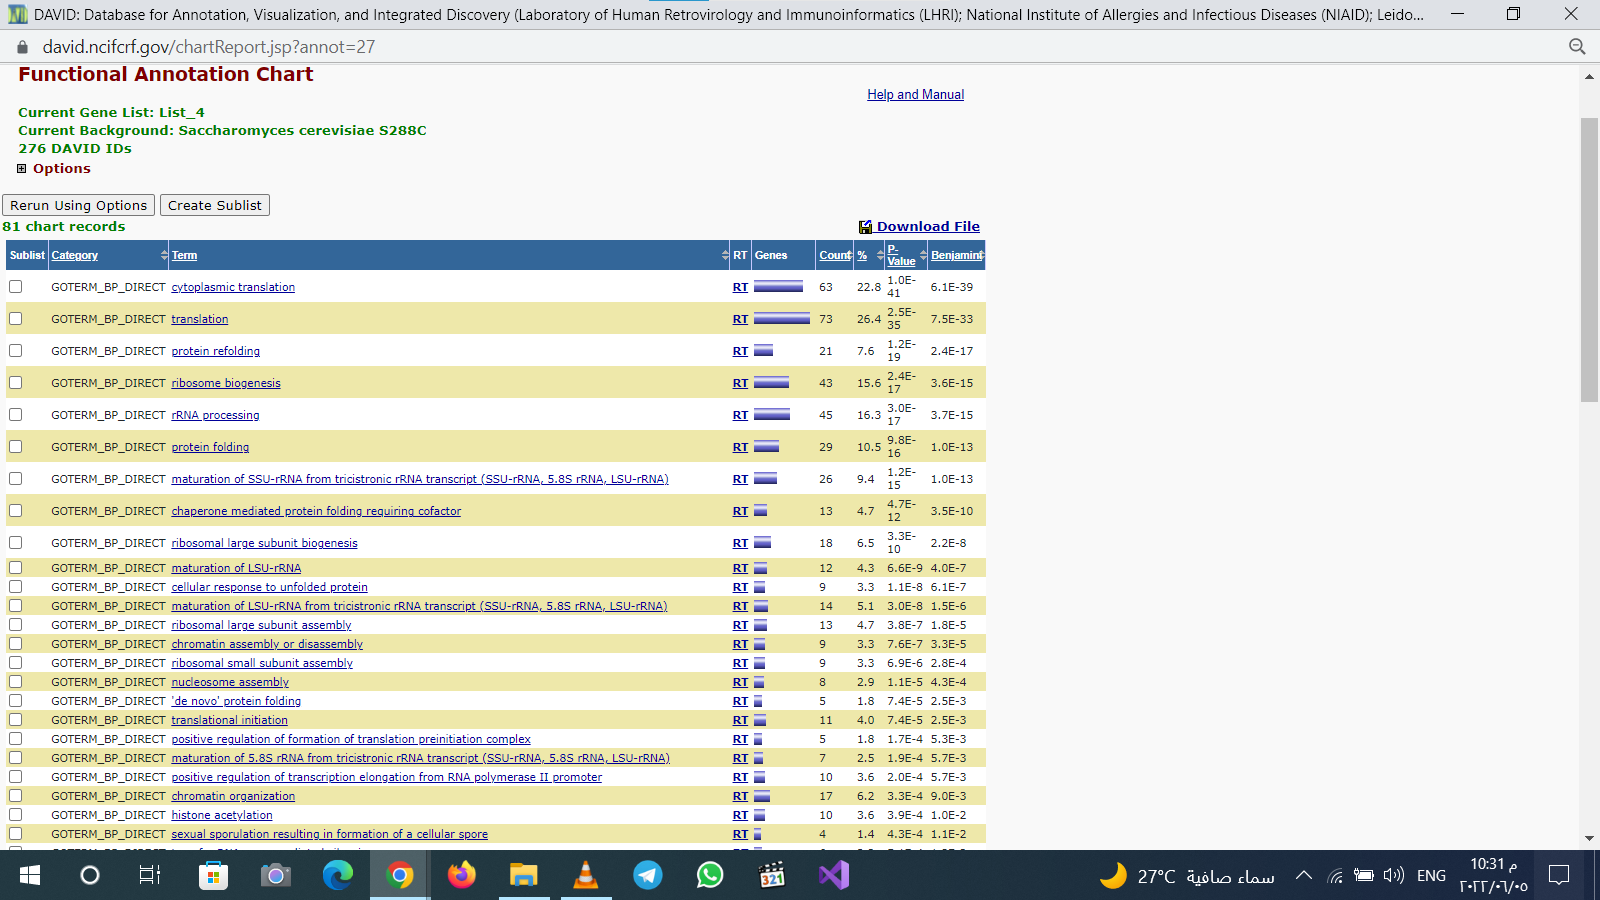 DAVID: Database for Annotation, Visualization, and Integrated Discovery (Laboratory of Human Retrovirology and Immunoinformatics (LHRI); National Institute of Allergies and Infectious Diseases (NIAID); Leido...
david.ncifcrf.gov/chartReport.jsp?annot=27
Functional Annotation Chart
Help and Manual
Current Gene List: List_4
Current Background: Saccharomyces cerevisiae S288C
276 DAVID IDs
Options
Rerun Using Options Create Sublist
81 chart records
Download File
Sublist Category Term RT Genes Count % P-Value Benjamini
GOTERM_BP_DIRECT cytoplasmic translation RT 63 22.8 1.0E-41 6.1E-39
GOTERM_BP_DIRECT translation RT 73 26.4 2.5E-35 7.5E-33
GOTERM_BP_DIRECT protein refolding RT 21 7.6 1.2E-19 2.4E-17
GOTERM_BP_DIRECT ribosome biogenesis RT 43 15.6 2.4E-17 3.6E-15
GOTERM_BP_DIRECT rRNA processing RT 45 16.3 3.0E-17 3.7E-15
GOTERM_BP_DIRECT protein folding RT 29 10.5 9.8E-16 1.0E-13
GOTERM_BP_DIRECT maturation of SSU-rRNA from tricistronic rRNA transcript (SSU-rRNA, 5.8S rRNA, LSU-rRNA) RT 26 9.4 1.2E-15 1.0E-13
GOTERM_BP_DIRECT chaperone mediated protein folding requiring cofactor RT 13 4.7 4.7E-12 3.5E-10
GOTERM_BP_DIRECT ribosomal large subunit biogenesis RT 18 6.5 3.3E-10 2.2E-8
GOTERM_BP_DIRECT maturation of LSU-rRNA RT 12 4.3 6.6E-9 4.0E-7
GOTERM_BP_DIRECT cellular response to unfolded protein RT 9 3.3 1.1E-8 6.1E-7
GOTERM_BP_DIRECT maturation of LSU-rRNA from tricistronic rRNA transcript (SSU-rRNA, 5.8S rRNA, LSU-rRNA) RT 14 5.1 3.0E-8 1.5E-6
GOTERM_BP_DIRECT ribosomal large subunit assembly RT 13 4.7 3.8E-7 1.8E-5
GOTERM_BP_DIRECT chromatin assembly or disassembly RT 9 3.3 7.6E-7 3.3E-5
GOTERM_BP_DIRECT ribosomal small subunit assembly RT 9 3.3 6.9E-6 2.8E-4
GOTERM_BP_DIRECT nucleosome assembly RT 8 2.9 1.1E-5 4.3E-4
GOTERM_BP_DIRECT 'de novo' protein folding RT 5 1.8 7.4E-5 2.5E-3
GOTERM_BP_DIRECT translational initiation RT 11 4.0 7.4E-5 2.5E-3
GOTERM_BP_DIRECT positive regulation of formation of translation preinitiation complex RT 5 1.8 1.7E-4 5.3E-3
GOTERM_BP_DIRECT maturation of 5.8S rRNA from tricistronic rRNA transcript (SSU-rRNA, 5.8S rRNA, LSU-rRNA) RT 7 2.5 1.9E-4 5.7E-3
GOTERM_BP_DIRECT positive regulation of transcription elongation from RNA polymerase II promoter RT 10 3.6 2.0E-4 5.7E-3
GOTERM_BP_DIRECT chromatin organization RT 17 6.2 3.3E-4 9.0E-3
GOTERM_BP_DIRECT histone acetylation RT 10 3.6 3.9E-4 1.0E-2
GOTERM_BP_DIRECT sexual sporulation resulting in formation of a cellular spore RT 4 1.4 4.3E-4 1.1E-2
321
27°C سماء صافية
ENG
10:31 م
٢٠٢٢/٠٦/٠٥